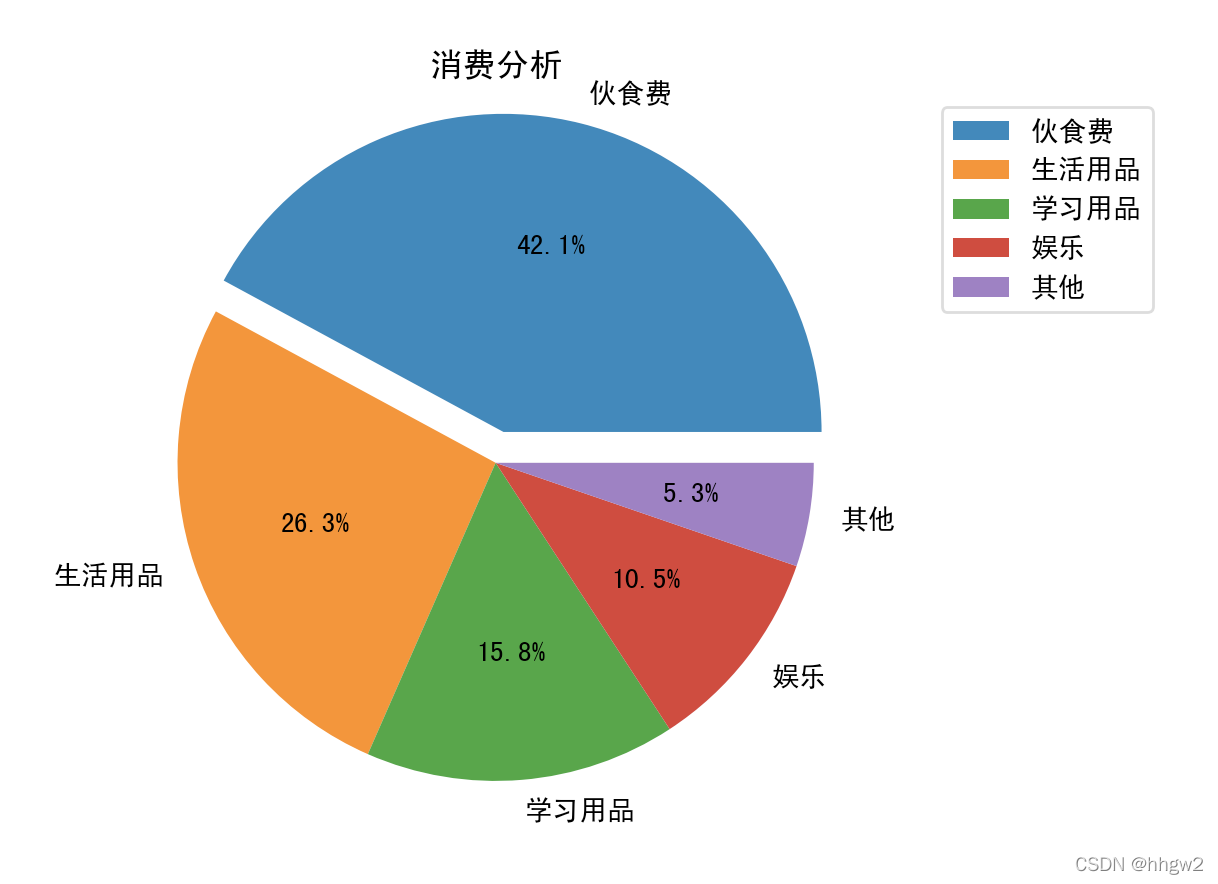 消费分析
伙食费
42.1%
26.3%
生活用品
15.8%
学习用品
10.5%
娱乐
5.3%
其他
伙食费
生活用品
学习用品
娱乐
其他
CSDN @hhgw2